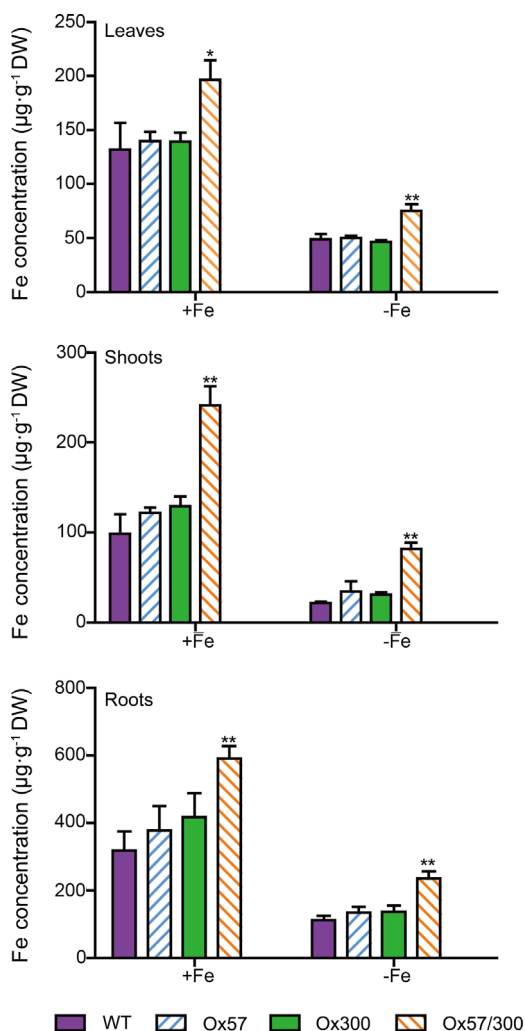 Leaves
Fe concentration (µg·g⁻¹ DW)
250
200
150
100
50
0
*
**
+Fe
-Fe
Shoots
Fe concentration (µg·g⁻¹ DW)
300
200
100
0
**
**
+Fe
-Fe
Roots
Fe concentration (µg·g⁻¹ DW)
800
600
400
200
0
**
**
+Fe
-Fe
WT Ox57 Ox300 Ox57/300